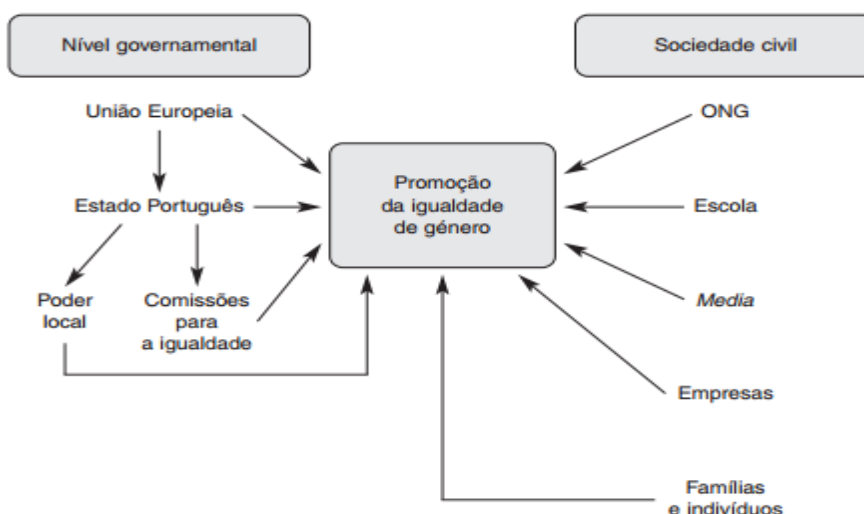 Nível governamental
Sociedade civil
União Europeia
ONG
Promoção
da igualdade
de género
Estado Português
Escola
Poder
local
Comissões
para
a igualdade
Media
Empresas
Famílias
e indivíduos